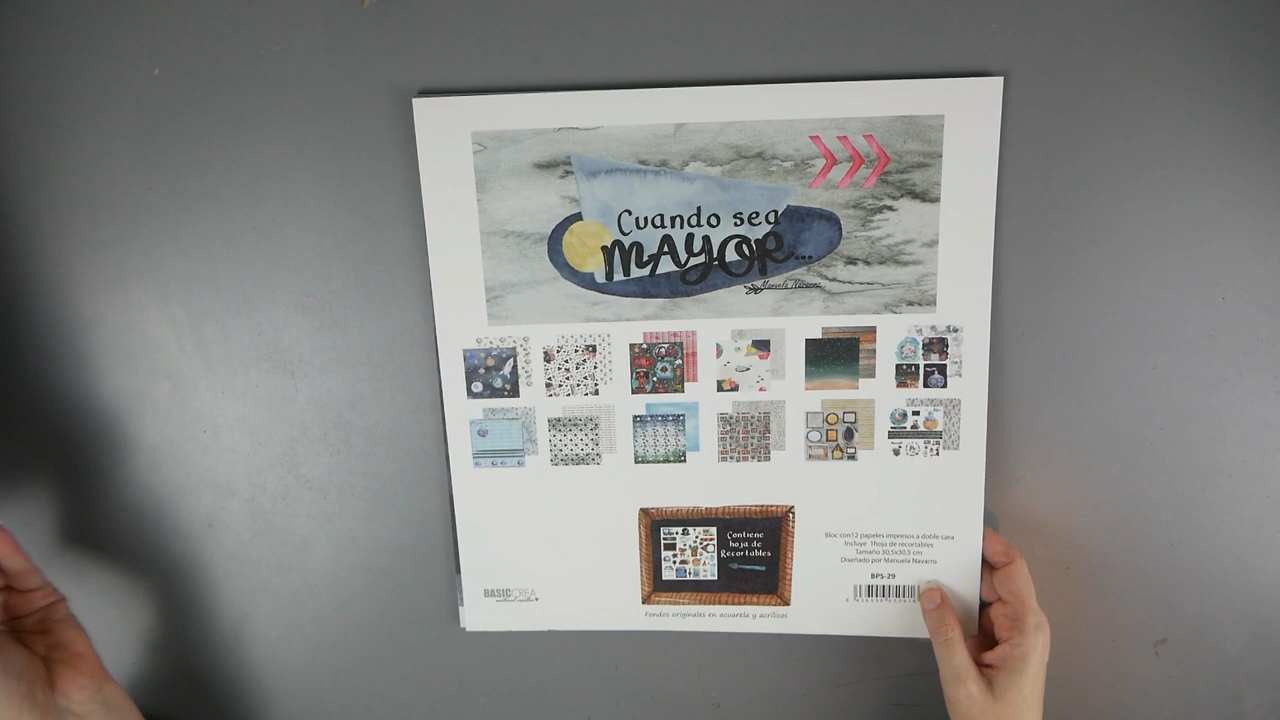 Cuando sea
MAYOR...
Manuela Navarro
Contiene
hoja de
Recortables
Bloc con12 papeles impresos a doble cara
Incluye 1hoja de recortables
Tamaño 30,5x30,5 cm
Diseñado por Manuela Navarro
BPS-29
BASICCREA
Fondos originales en acuarela y acrílicos